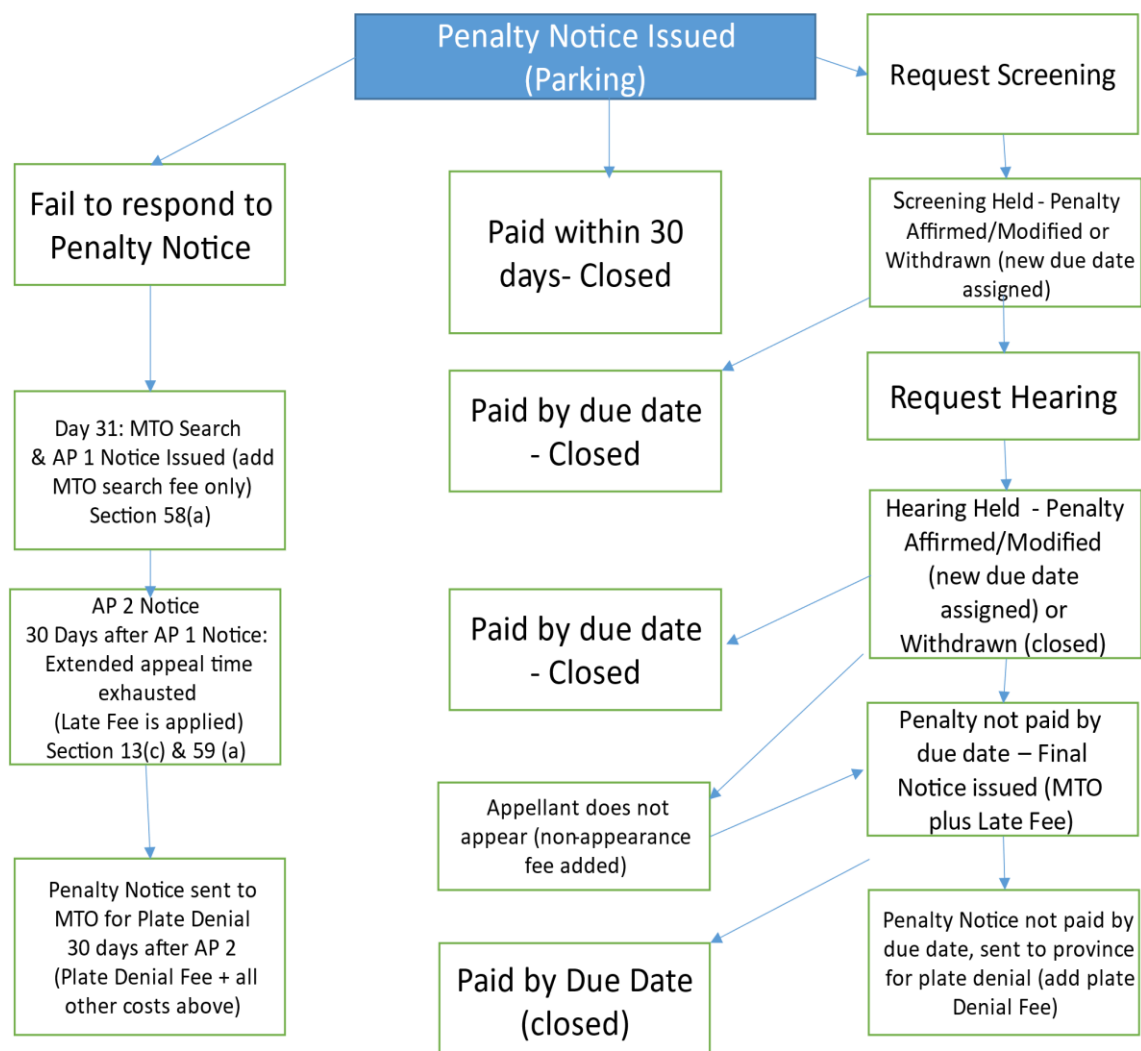 Penalty Notice Issued
(Parking)
Request Screening
Fail to respond to
Penalty Notice
Paid within 30
days- Closed
Screening Held - Penalty
Affirmed/Modified or
Withdrawn (new due date
assigned)
Paid by due date
- Closed
Request Hearing
Day 31: MTO Search
& AP 1 Notice Issued (add
MTO search fee only)
Section 58(a)
Hearing Held - Penalty
Affirmed/Modified
(new due date
assigned) or
Withdrawn (closed)
AP 2 Notice
30 Days after AP 1 Notice:
Extended appeal time
exhausted
(Late Fee is applied)
Section 13(c) & 59 (a)
Paid by due date
- Closed
Penalty not paid by
due date – Final
Notice issued (MTO
plus Late Fee)
Appellant does not
appear (non-appearance
fee added)
Penalty Notice sent to
MTO for Plate Denial
30 days after AP 2
(Plate Denial Fee + all
other costs above)
Penalty Notice not paid by
due date, sent to province
for plate denial (add plate
Denial Fee)
Paid by Due Date
(closed)